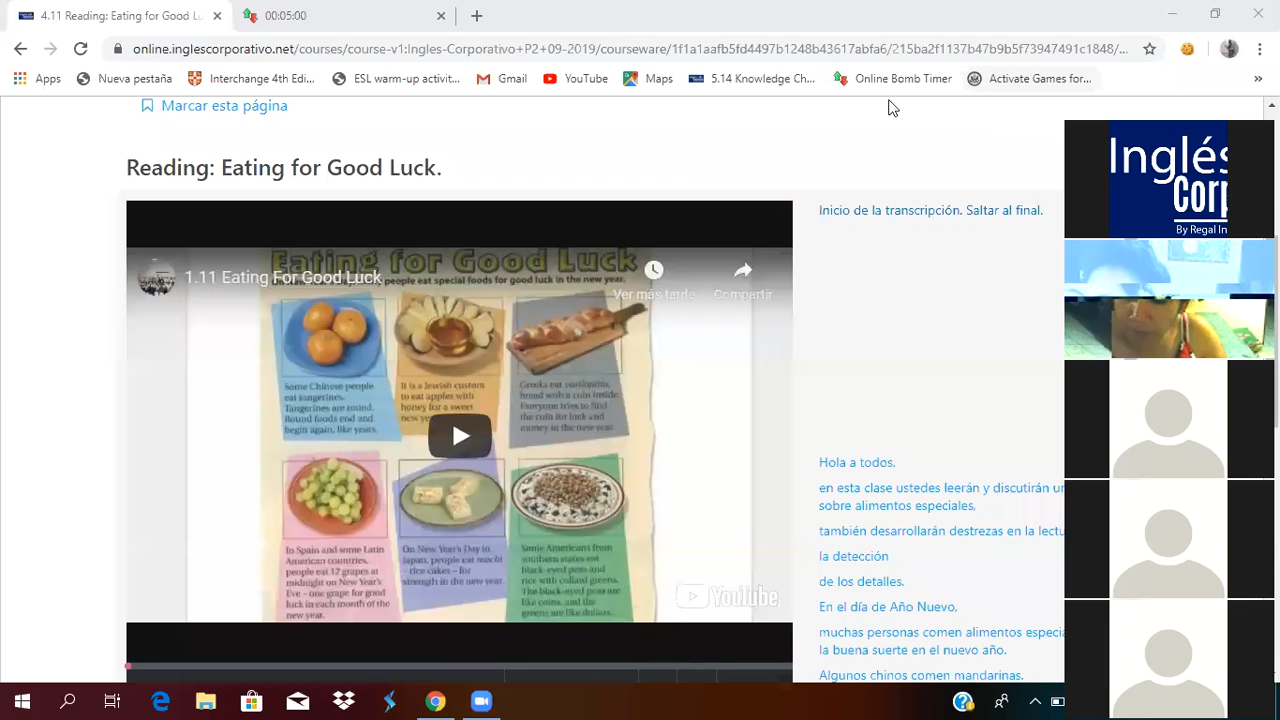 4.11 Reading: Eating for Good Lu
00:05:00
online.inglescorporativo.net/courses/course-v1:Ingles-Corporativo+P2+09-2019/courseware/1f1a1aafb5fd4497b1248b43617abfa6/215ba2f1137b47b9b5f73947491c1848/...
Apps
Nueva pestaña
Interchange 4th Edi...
ESL warm-up activit...
Gmail
YouTube
Maps
5.14 Knowledge Ch...
Online Bomb Timer
Activate Games for...
»
Marcar esta página
Reading: Eating for Good Luck.
Eating for Good Luck
1.11 Eating For Good Luck
people eat special foods for good luck in the new year.
Ver más tarde
Compartir
Some Chinese people
eat tangerines.
Tangerines are round.
Round foods end and
begin again, like years.
It is a Jewish custom
to eat apples with
honey for a sweet
new
Greeks eat
bread with a coin inside.
Everyone tries to find
the coin for luck and
money in the new year.
In Spain and some Latin
American countries,
people eat 12 grapes at
midnight on New Year's
Eve – one grape for good
luck in each month of the
new year.
On New Year's Day in
Japan, people eat mochi
– rice cakes – for
strength in the new year.
Some Americans from
southern states eat
black-eyed peas and
rice with collard greens.
The black-eyed peas are
like coins, and the
greens are like dollars.
YouTube
Inicio de la transcripción. Saltar al final.
Hola a todos,
en esta clase ustedes leerán y discutirán un
sobre alimentos especiales,
también desarrollarán destrezas en la lectu
la detección
de los detalles.
En el día de Año Nuevo,
muchas personas comen alimentos especia
la buena suerte en el nuevo año.
Algunos chinos comen mandarinas.
Inglés
Corp
By Regal In